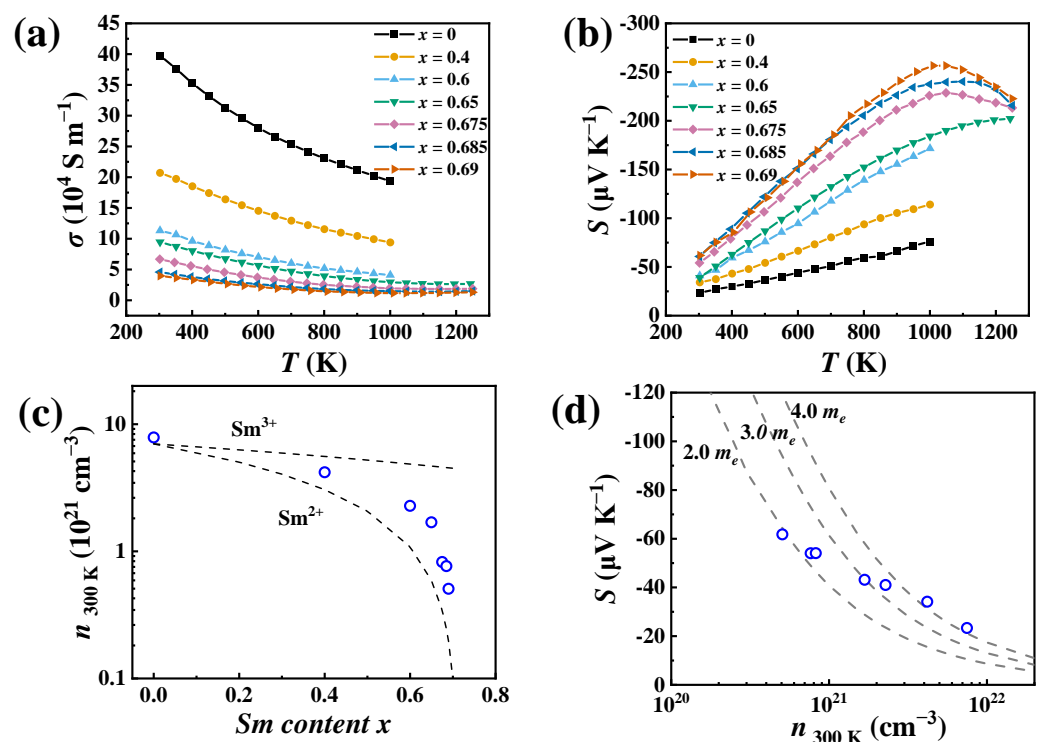 (a)
45
40
35
30
25
20
15
10
5
0
σ (10⁴ S m⁻¹)
x = 0
x = 0.4
x = 0.6
x = 0.65
x = 0.675
x = 0.685
x = 0.69
200 400 600 800 1000 1200
T (K)
(b)
-300
-250
-200
-150
-100
-50
0
S (μV K⁻¹)
x = 0
x = 0.4
x = 0.6
x = 0.65
x = 0.675
x = 0.685
x = 0.69
200 400 600 800 1000 1200
T (K)
(c)
10
1
0.1
n 300 K (10²¹ cm⁻³)
Sm³⁺
Sm²⁺
0.0 0.2 0.4 0.6 0.8
Sm content x
(d)
-120
-100
-80
-60
-40
-20
0
S (μV K⁻¹)
4.0 mₑ
3.0 mₑ
2.0 mₑ
10²⁰ 10²¹ 10²²
n 300 K (cm⁻³)